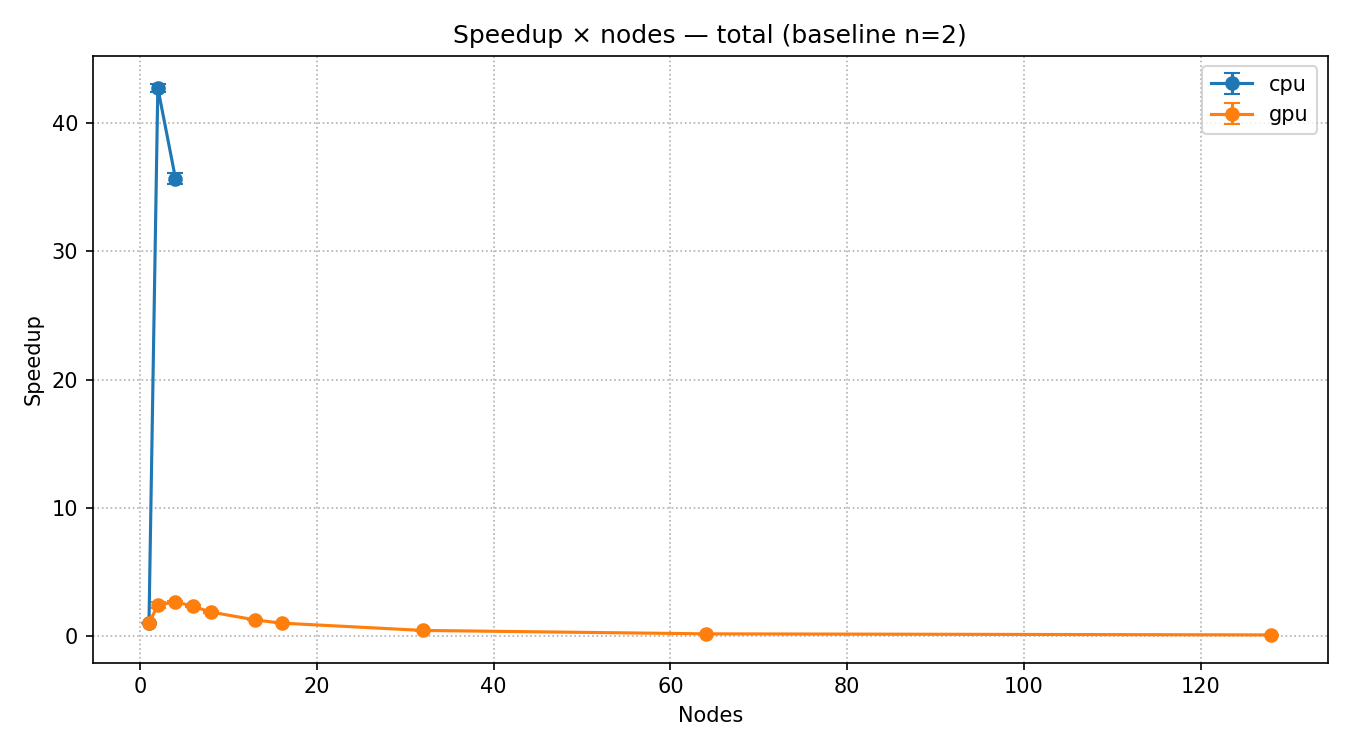 Speedup × nodes — total (baseline n=2)
cpu
gpu
Speedup
40
30
20
10
0
0 20 40 60 80 100 120
Nodes